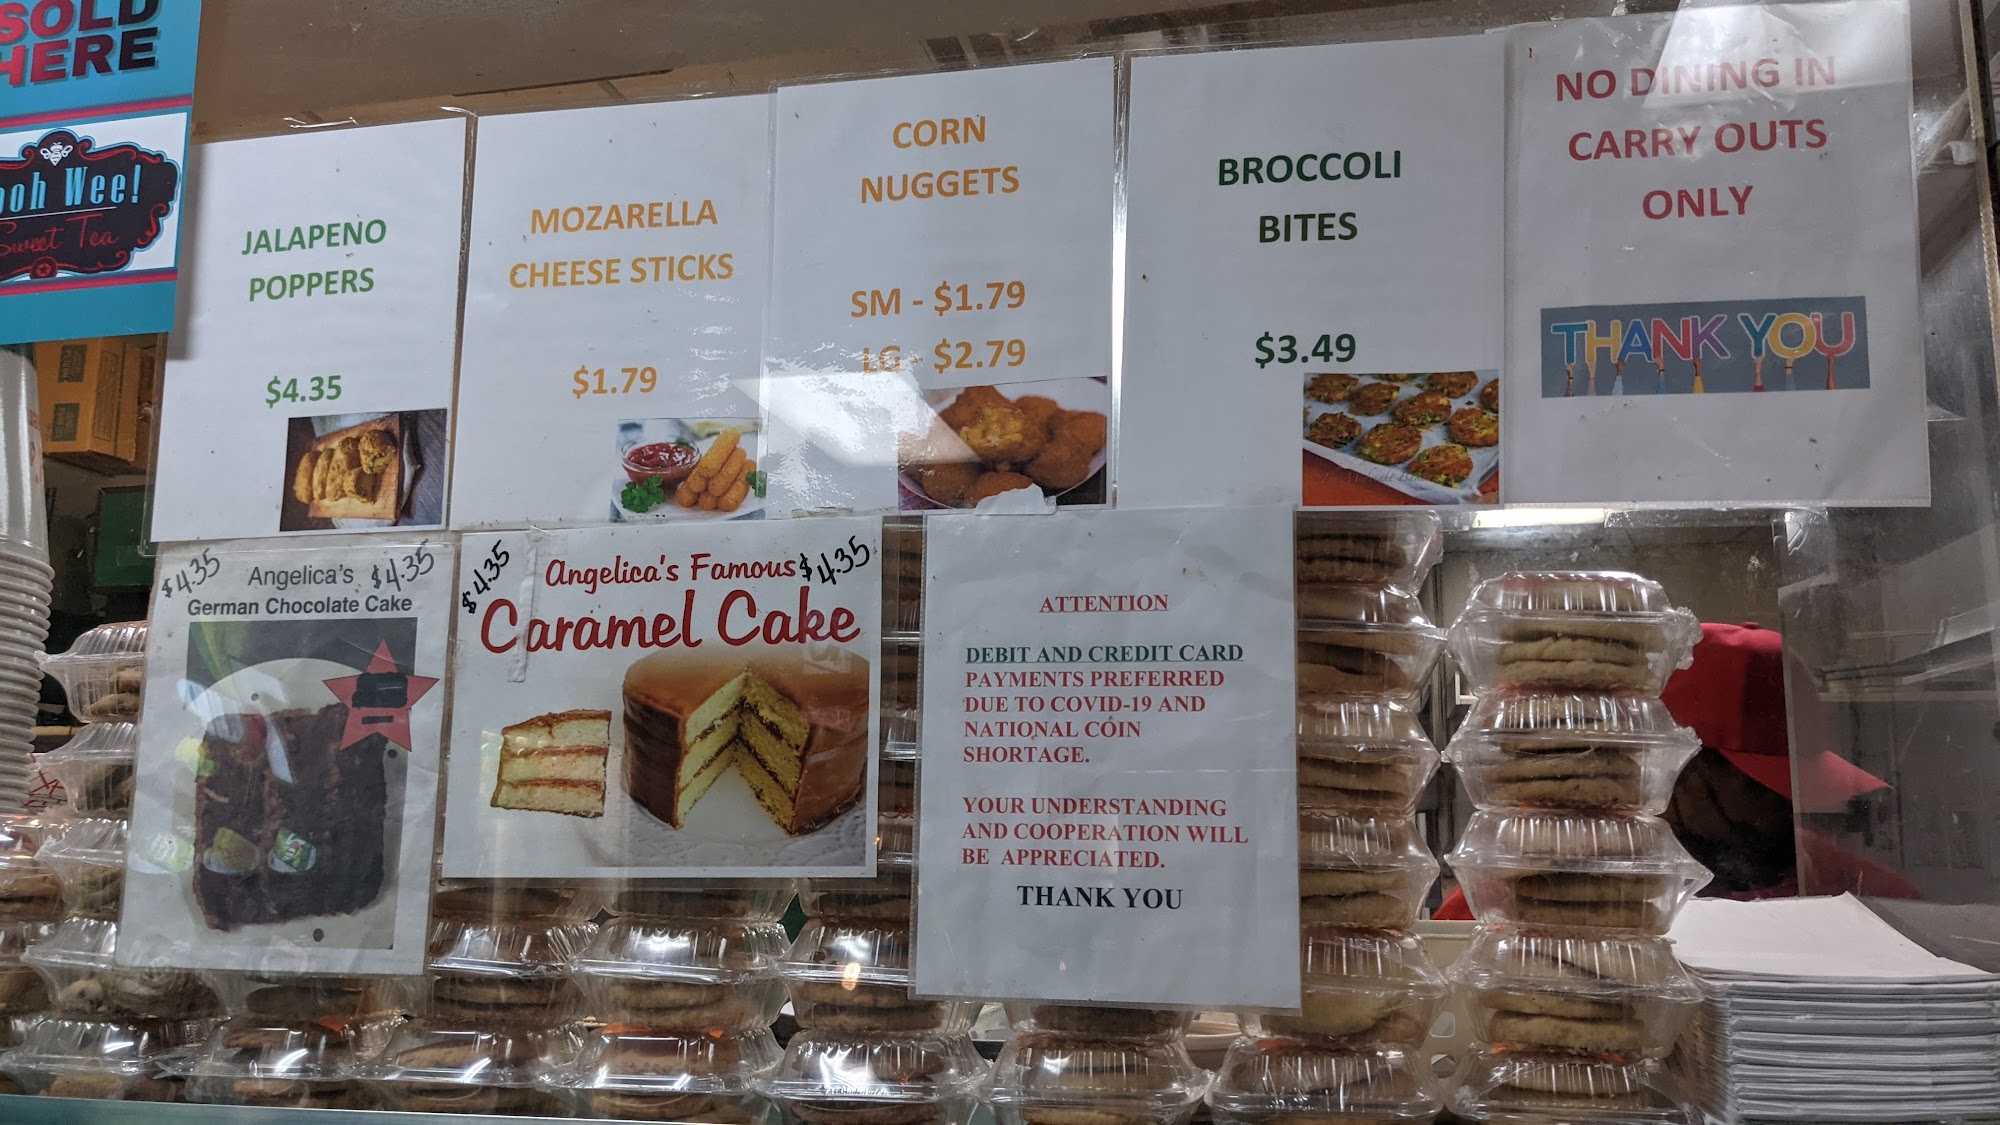 SOLD
HERE
ooh Wee!
Sweet Tea
JALAPENO
POPPERS
$4.35
MOZARELLA
CHEESE STICKS
$1.79
CORN
NUGGETS
SM - $1.79
LG - $2.79
BROCCOLI
BITES
$3.49
NO DINING IN
CARRY OUTS
ONLY
THANK YOU
$4.35 $4.35
Angelica's
German Chocolate Cake
$4.35 $4.35
Angelica's Famous
Caramel Cake
ATTENTION
DEBIT AND CREDIT CARD
PAYMENTS PREFERRED
DUE TO COVID-19 AND
NATIONAL COIN
SHORTAGE.
YOUR UNDERSTANDING
AND COOPERATION WILL
BE APPRECIATED.
THANK YOU